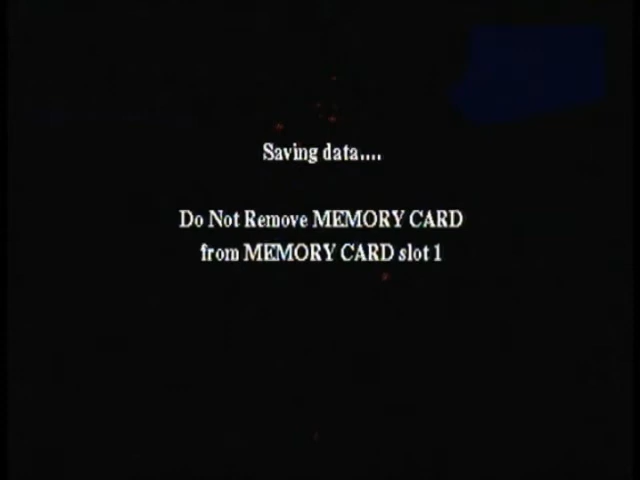 Saving data....
Do Not Remove MEMORY CARD
from MEMORY CARD slot 1